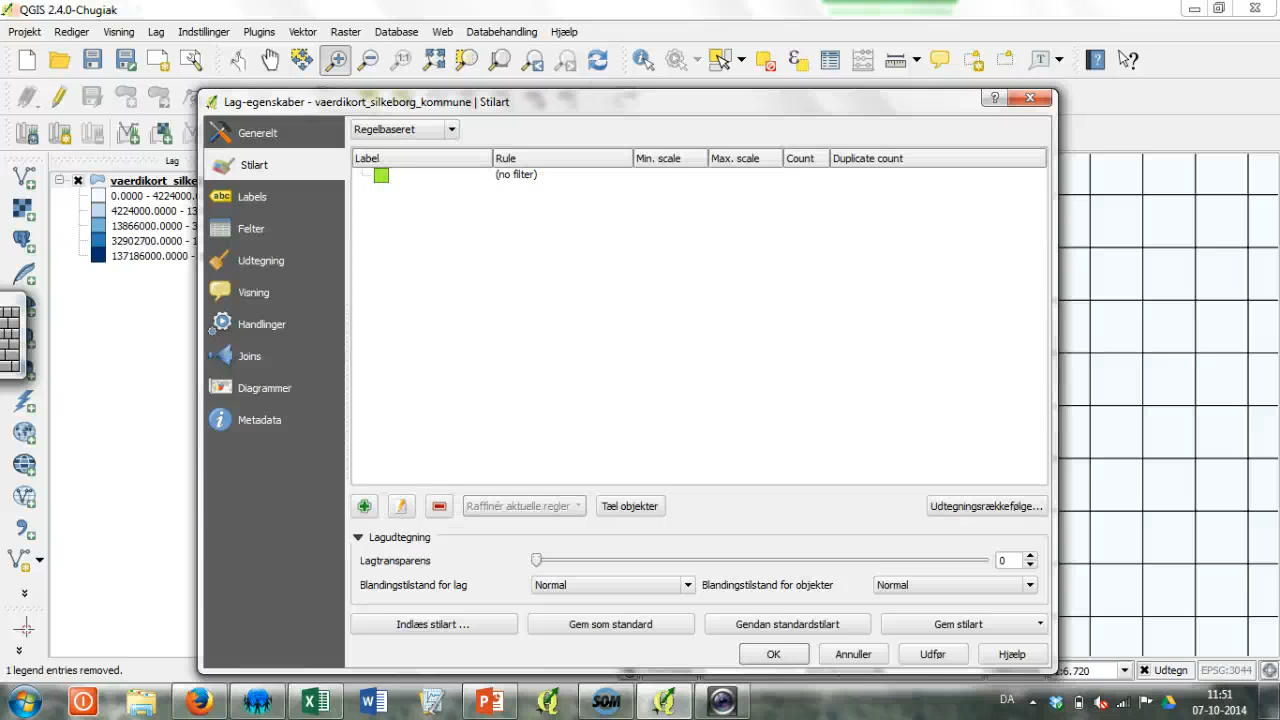 QGIS 2.4.0-Chugiak
Projekt Rediger Visning Lag Indstillinger Plugins Vektor Raster Database Web Databehandling Hjælp
Lag-egenskaber - vaerdikort_silkeborg_kommune | Stilart
Generelt
Stilart
Labels
Felter
Udtegning
Visning
Handlinger
Joins
Diagrammer
Metadata
Regelbaseret
Label Rule Min. scale Max. scale Count Duplicate count
(no filter)
Lag
vaerdikort_silke
0.0000 - 4224000.0000
4224000.0000 - 13
13866000.0000 - 3
32902700.0000 - 1
137186000.0000 -
Raffinér aktuelle regler
Tæl objekter
Udtegningsrækkefølge...
Lagudtegning
Lagtransparens 0
Blandingstilstand for lag Normal Blandingstilstand for objekter Normal
Indlæs stilart ... Gem som standard Gendan standardstilart Gem stilart
OK Annuller Udfør Hjælp
1 legend entries removed.
:6.720 Udtegn EPSG:3044
abc
SOM
DA
11:51
07-10-2014